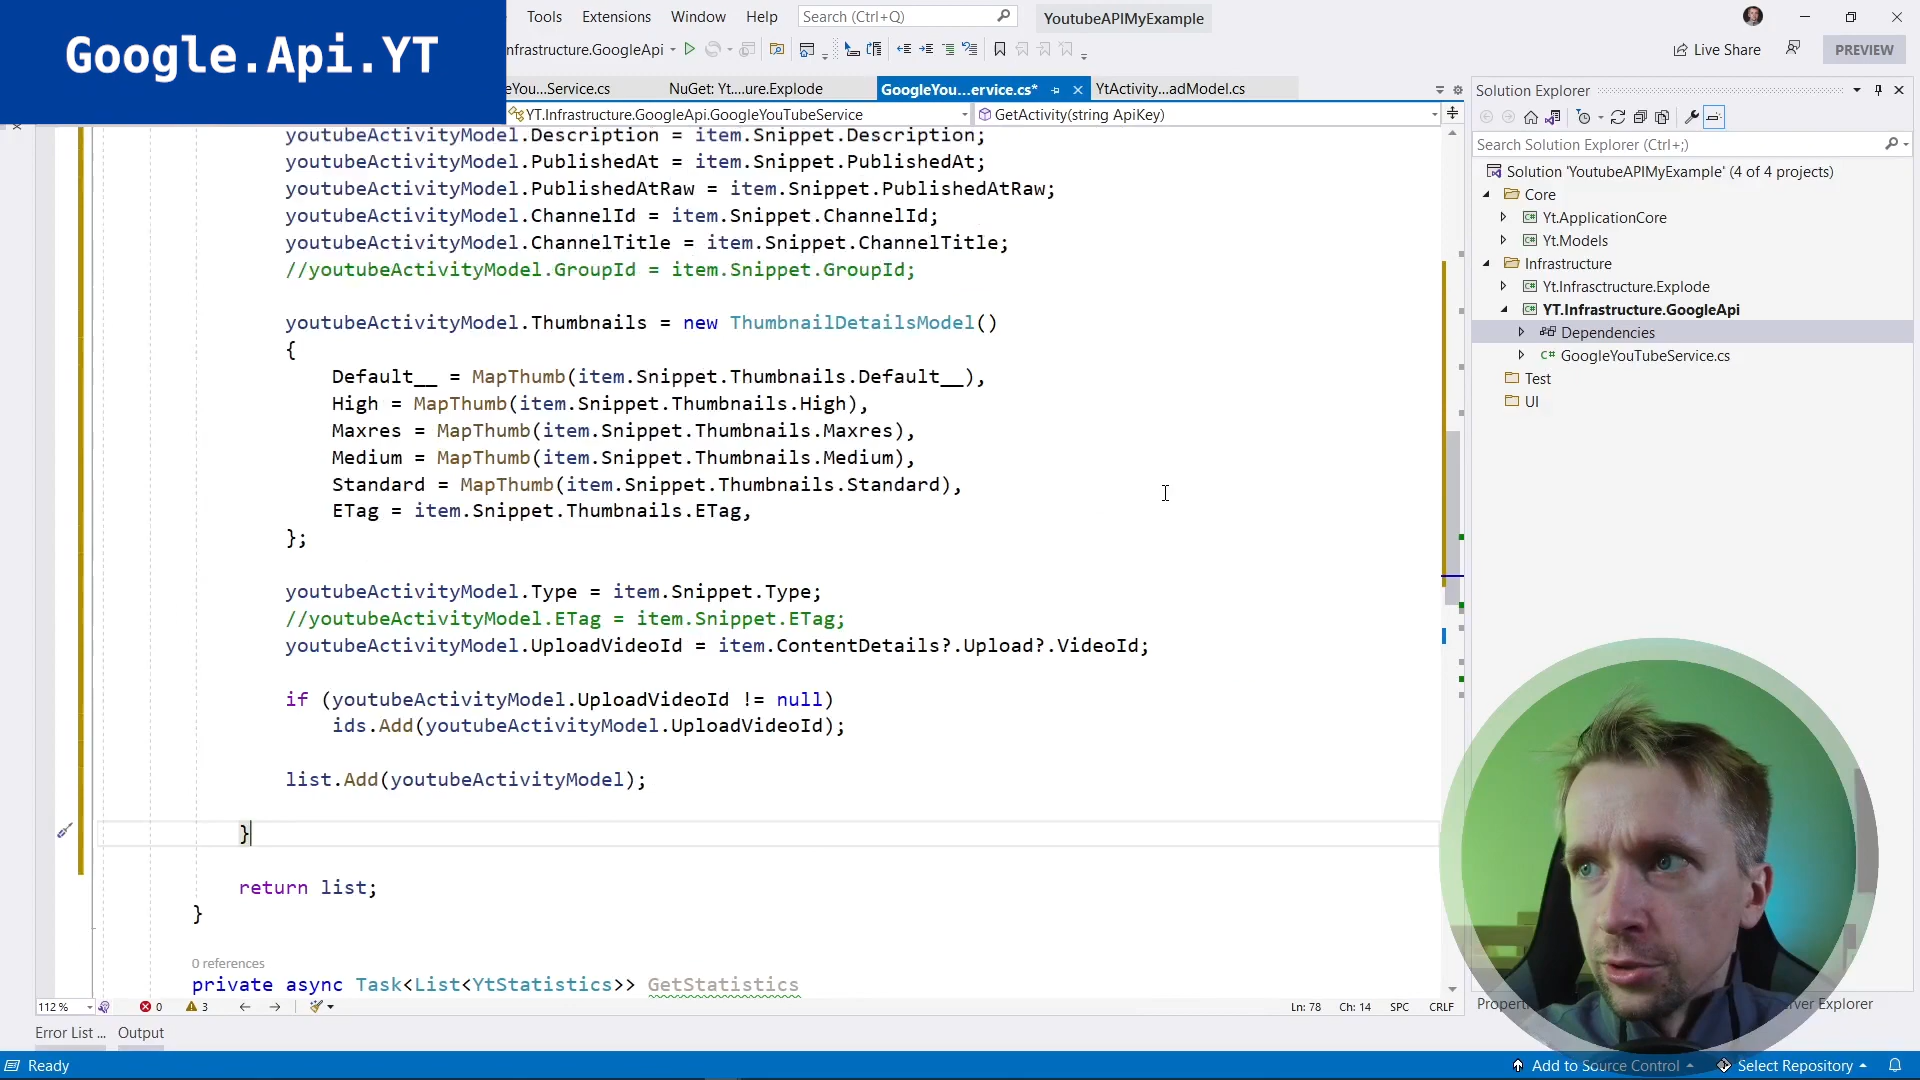 Google.Api.YT
Tools Extensions Window Help Search (Ctrl+Q) YoutubeAPIMyExample
nfrastructure.GoogleApi Live Share PREVIEW
eYou...Service.cs NuGet: Yt....ure.Explode GoogleYou...ervice.cs* YtActivity...adModel.cs
YT.Infrastructure.GoogleApi.GoogleYouTubeService GetActivity(string ApiKey)
youtubeActivityModel.Description = item.Snippet.Description;
youtubeActivityModel.PublishedAt = item.Snippet.PublishedAt;
youtubeActivityModel.PublishedAtRaw = item.Snippet.PublishedAtRaw;
youtubeActivityModel.ChannelId = item.Snippet.ChannelId;
youtubeActivityModel.ChannelTitle = item.Snippet.ChannelTitle;
//youtubeActivityModel.GroupId = item.Snippet.GroupId;
youtubeActivityModel.Thumbnails = new ThumbnailDetailsModel()
{
Default__ = MapThumb(item.Snippet.Thumbnails.Default__),
High = MapThumb(item.Snippet.Thumbnails.High),
Maxres = MapThumb(item.Snippet.Thumbnails.Maxres),
Medium = MapThumb(item.Snippet.Thumbnails.Medium),
Standard = MapThumb(item.Snippet.Thumbnails.Standard),
ETag = item.Snippet.Thumbnails.ETag,
};
youtubeActivityModel.Type = item.Snippet.Type;
//youtubeActivityModel.ETag = item.Snippet.ETag;
youtubeActivityModel.UploadVideoId = item.ContentDetails?.Upload?.VideoId;
if (youtubeActivityModel.UploadVideoId != null)
ids.Add(youtubeActivityModel.UploadVideoId);
list.Add(youtubeActivityModel);
}
return list;
}
0 references
private async Task<List<YtStatistics>> GetStatistics
112 % 0 3 Ln: 78 Ch: 14 SPC CRLF
Error List ... Output
Ready
Solution Explorer
Search Solution Explorer (Ctrl+;)
Solution 'YoutubeAPIMyExample' (4 of 4 projects)
Core
Yt.ApplicationCore
Yt.Models
Infrastructure
Yt.Infrasctructure.Explode
YT.Infrastructure.GoogleApi
Dependencies
C# GoogleYouTubeService.cs
Test
UI
Propert ver Explorer
Add to Source Control Select Repository